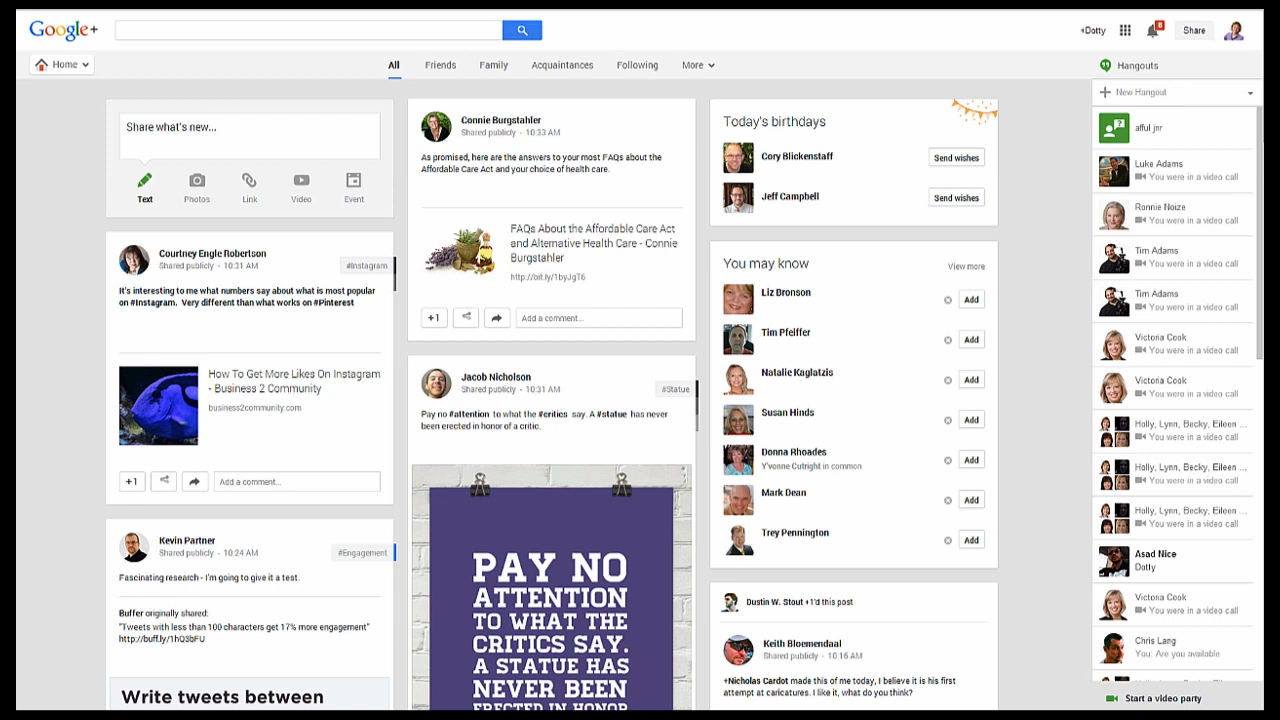 Google+
+Dotty
8
Share
Home
All
Friends
Family
Acquaintances
Following
More
Hangouts
Share what's new...
Text
Photos
Link
Video
Event
Courtney Engle Robertson
Shared publicly - 10:31 AM
#Instagram
It's interesting to me what numbers say about what is most popular
on #Instagram. Very different than what works on #Pinterest
How To Get More Likes On Instagram
- Business 2 Community
business2community.com
+1
Add a comment...
Kevin Partner
Shared publicly - 10:24 AM
#Engagement
Fascinating research - I'm going to give it a test.
Buffer originally shared:
"Tweets with less than 100 characters get 17% more engagement"
http://buff.ly/1hQ3bFU
Write tweets between
Connie Burgstahler
Shared publicly - 10:33 AM
As promised, here are the answers to your most FAQs about the
Affordable Care Act and your choice of health care.
FAQs About the Affordable Care Act
and Alternative Health Care - Connie
Burgstahler
http://bit.ly/1byJgT6
+1
Add a comment...
Jacob Nicholson
Shared publicly - 10:31 AM
#Statue
Pay no #attention to what the #critics say. A #statue has never
been erected in honor of a critic.
PAY NO
ATTENTION
TO WHAT THE
CRITICS SAY.
A STATUE HAS
NEVER BEEN
ERECTED IN HONOR
Today's birthdays
Cory Blickenstaff
Send wishes
Jeff Campbell
Send wishes
You may know
View more
Liz Bronson
Add
Tim Pfeiffer
Add
Natalie Kaglatzis
Add
Susan Hinds
Add
Donna Rhoades
Y'vonne Cutright in common
Add
Mark Dean
Add
Trey Pennington
Add
Dustin W. Stout +1'd this post
Keith Bloemendaal
Shared publicly - 10:16 AM
+Nicholas Cardot made this of me today, I believe it is his first
attempt at caricatures. I like it, what do you think?
New Hangout
afful jnr
Luke Adams
You were in a video call
Ronnie Noize
You were in a video call
Tim Adams
You were in a video call
Tim Adams
You were in a video call
Victoria Cook
You were in a video call
Victoria Cook
You were in a video call
Holly, Lynn, Becky, Eileen ...
You were in a video call
Holly, Lynn, Becky, Eileen ...
You were in a video call
Holly, Lynn, Becky, Eileen ...
You were in a video call
Asad Nice
Dotty
Victoria Cook
You were in a video call
Chris Lang
You: Are you available
Start a video party